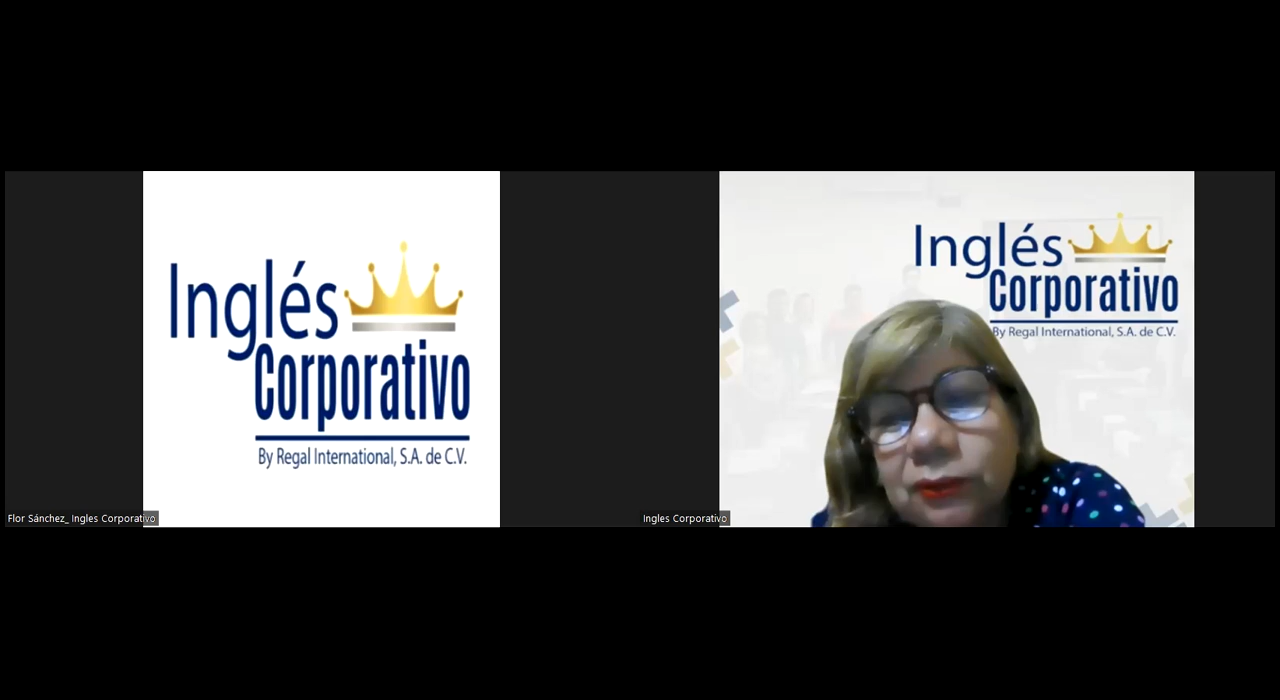 Inglés
Corporativo
By Regal International, S.A. de C.V.
Flor Sánchez_ Ingles Corporativo
Inglés
Corporativo
By Regal International, S.A. de C.V.
Ingles Corporativo